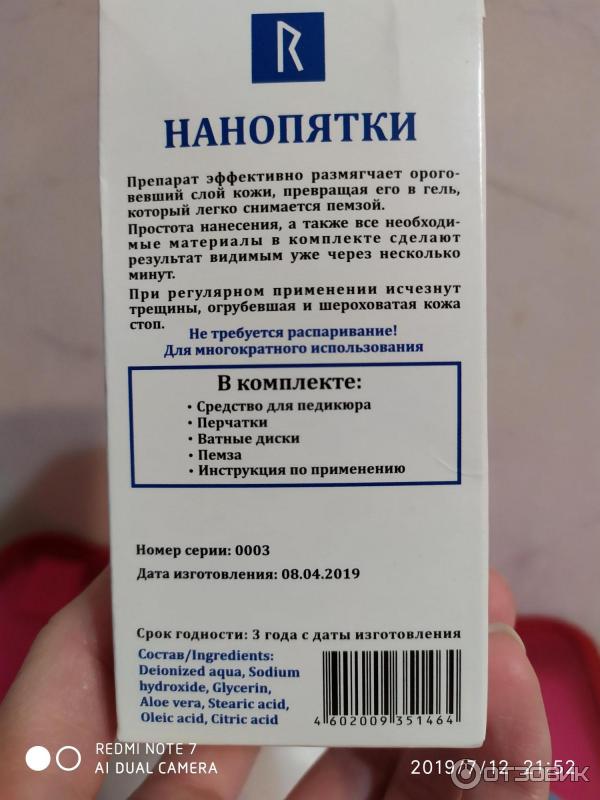 НАНОПЯТКИ
Препарат эффективно размягчает орого-
вевший слой кожи, превращая его в гель,
который легко снимается пемзой.
Простота нанесения, а также все необходи-
мые материалы в комплекте сделают
результат видимым уже через несколько
минут.
При регулярном применении исчезнут
трещины, огрубевшая и шероховатая кожа
стоп.
Не требуется распаривание!
Для многократного использования
В комплекте:
• Средство для педикюра
• Перчатки
• Ватные диски
• Пемза
• Инструкция по применению
Номер серии: 0003
Дата изготовления: 08.04.2019
Срок годности: 3 года с даты изготовления
Состав/Ingredients:
Deionized aqua, Sodium
hydroxide, Glycerin,
Aloe vera, Stearic acid,
Oleic acid, Citric acid
4 602009 351464
REDMI NOTE 7
AI DUAL CAMERA
2019/7/12 21:52
ОТЗОВИК